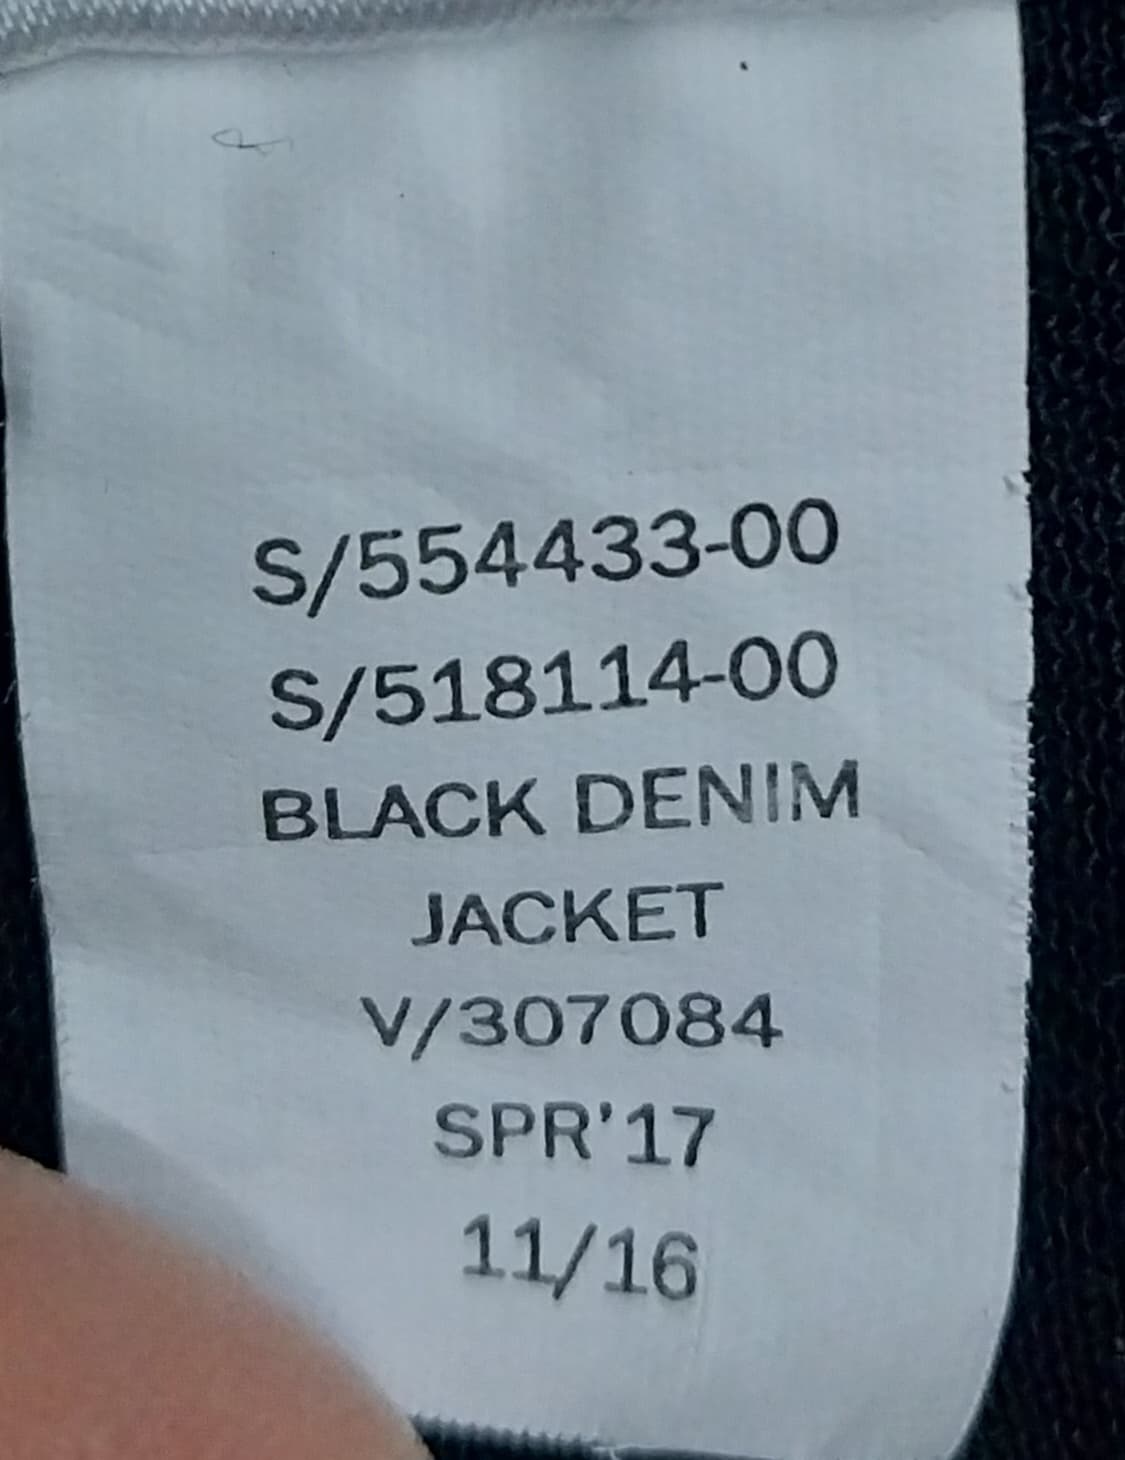 S/554433-00
S/518114-00
BLACK DENIM
JACKET
V/307084
SPR'17
11/16